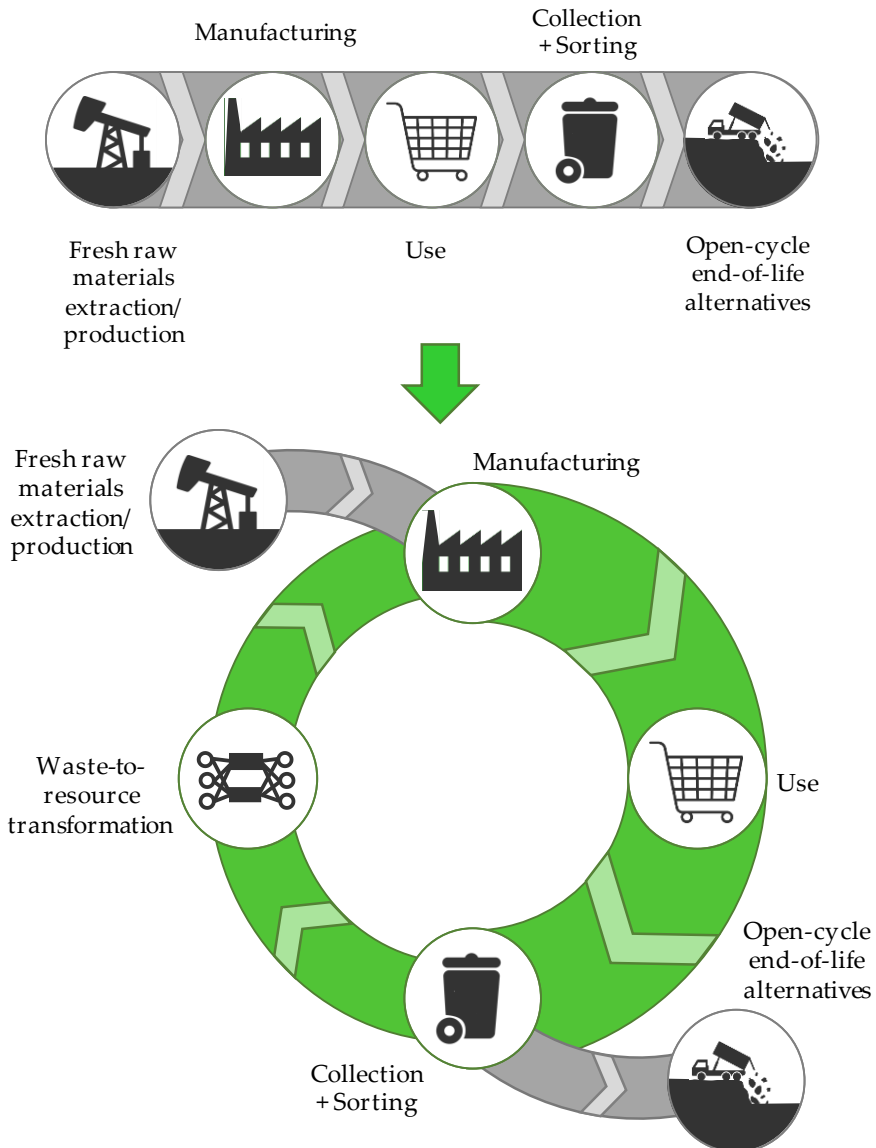 Manufacturing
Collection
+ Sorting
Fresh raw
materials
extraction/
production
Use
Open-cycle
end-of-life
alternatives
Fresh raw
materials
extraction/
production
Manufacturing
Waste-to-
resource
transformation
Use
Open-cycle
end-of-life
alternatives
Collection
+ Sorting